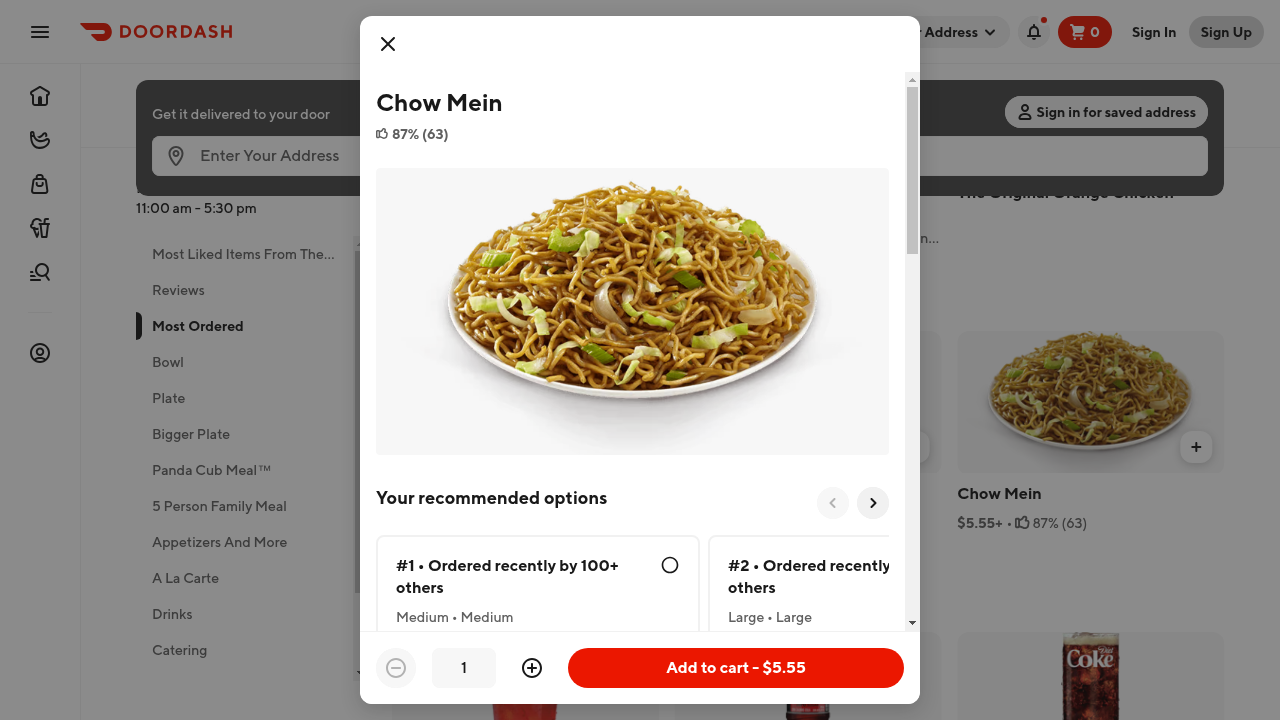 DOORDASH
Address
0
Sign In
Sign Up
Get it delivered to your door
Sign in for saved address
Enter Your Address
11:00 am - 5:30 pm
Most Liked Items From The...
Reviews
Most Ordered
Bowl
Plate
Bigger Plate
Panda Cub Meal™
5 Person Family Meal
Appetizers And More
A La Carte
Drinks
Catering
Chow Mein
87% (63)
Your recommended options
#1 • Ordered recently by 100+
others
Medium • Medium
#2 • Ordered recently
others
Large • Large
1
Add to cart - $5.55
The Original Orange Chicken
Chow Mein
$5.55+ • 87% (63)
Diet
Coke